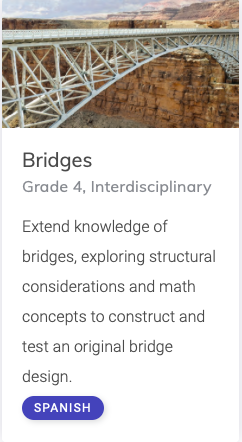 Bridges
Grade 4, Interdisciplinary
Extend knowledge of
bridges, exploring structural
considerations and math
concepts to construct and
test an original bridge
design.
SPANISH